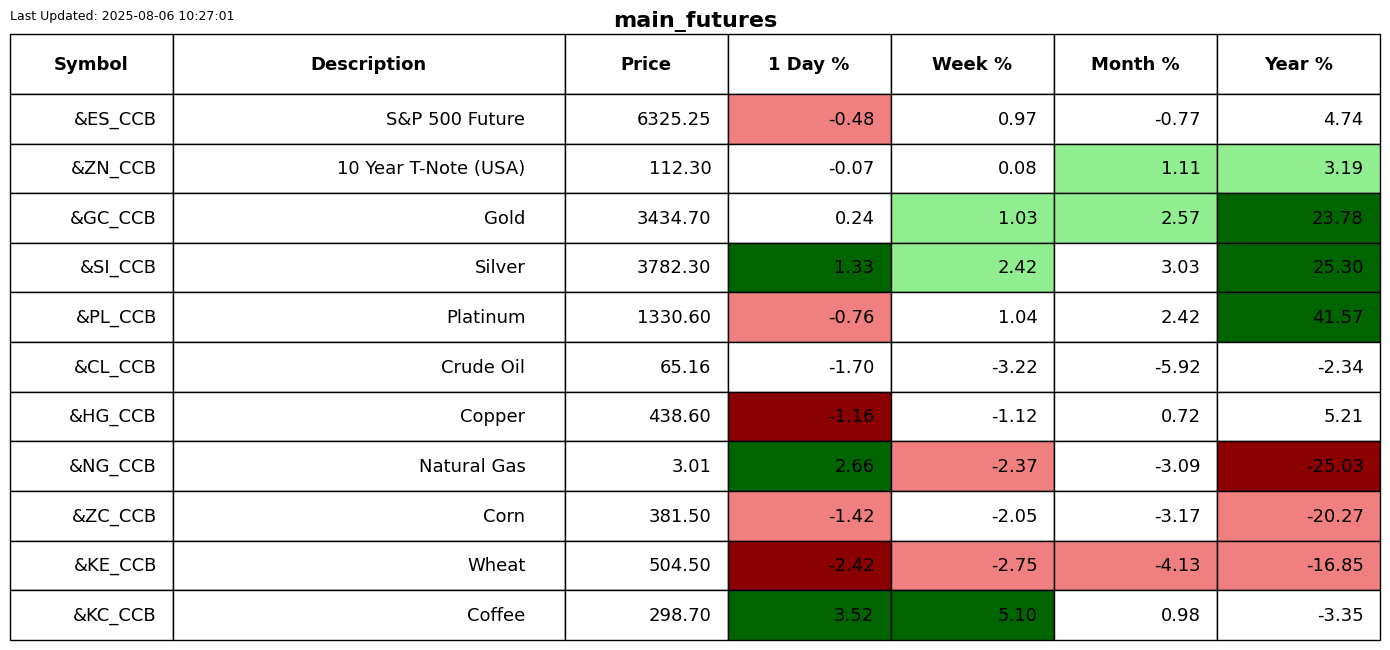 Last Updated: 2025-08-06 10:27:01
main_futures
Symbol Description Price 1 Day % Week % Month % Year %
&ES_CCB S&P 500 Future 6325.25 -0.48 0.97 -0.77 4.74
&ZN_CCB 10 Year T-Note (USA) 112.30 -0.07 0.08 1.11 3.19
&GC_CCB Gold 3434.70 0.24 1.03 2.57 23.78
&SI_CCB Silver 3782.30 1.33 2.42 3.03 25.30
&PL_CCB Platinum 1330.60 -0.76 1.04 2.42 41.57
&CL_CCB Crude Oil 65.16 -1.70 -3.22 -5.92 -2.34
&HG_CCB Copper 438.60 -1.16 -1.12 0.72 5.21
&NG_CCB Natural Gas 3.01 2.66 -2.37 -3.09 -25.03
&ZC_CCB Corn 381.50 -1.42 -2.05 -3.17 -20.27
&KE_CCB Wheat 504.50 -2.42 -2.75 -4.13 -16.85
&KC_CCB Coffee 298.70 3.52 5.10 0.98 -3.35